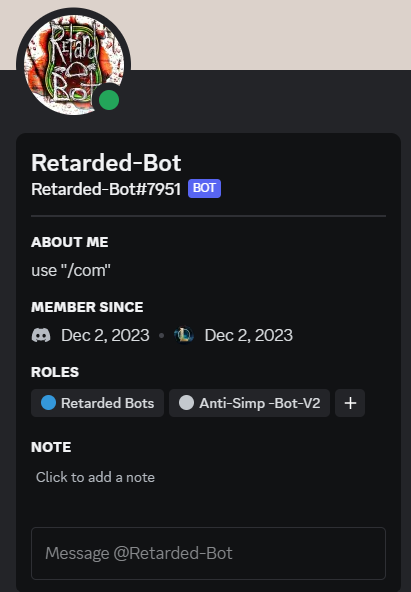 Retard
Bot
Retarded-Bot
Retarded-Bot#7951 BOT
ABOUT ME
use "/com"
MEMBER SINCE
Dec 2, 2023 • Dec 2, 2023
ROLES
Retarded Bots Anti-Simp -Bot-V2 +
NOTE
Click to add a note
Message @Retarded-Bot